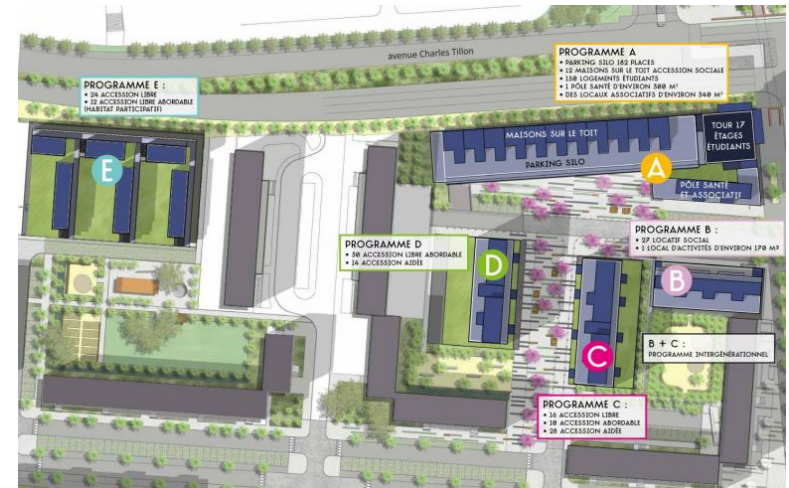 avenue Charles Tillon
PROGRAMME A
• PARKING SILO 182 PLACES
• 12 MAISONS SUR LE TOIT ACCESSION SOCIALE
• 150 LOGEMENTS ÉTUDIANTS
• 1 PÔLE SANTÉ D'ENVIRON 300 M²
• DES LOCAUX ASSOCIATIFS D'ENVIRON 340 M²
PROGRAMME E :
• 24 ACCESSION LIBRE
• 12 ACCESSION LIBRE ABORDABLE
(HABITAT PARTICIPATIF)
MAISONS SUR LE TOIT
PARKING SILO
TOUR 17
ÉTAGES
ÉTUDIANTS
A
E
PÔLE SANTÉ
ET ASSOCIATIF
PROGRAMME B :
• 27 LOCATIF SOCIAL
• 1 LOCAL D'ACTIVITÉS D'ENVIRON 170 M²
PROGRAMME D
• 30 ACCESSION LIBRE ABORDABLE
• 14 ACCESSION AIDÉE
D
B
B + C :
PROGRAMME INTERGÉNÉRATIONNEL
C
PROGRAMME C :
• 16 ACCESSION LIBRE
• 10 ACCESSION ABORDABLE
• 28 ACCESSION AIDÉE